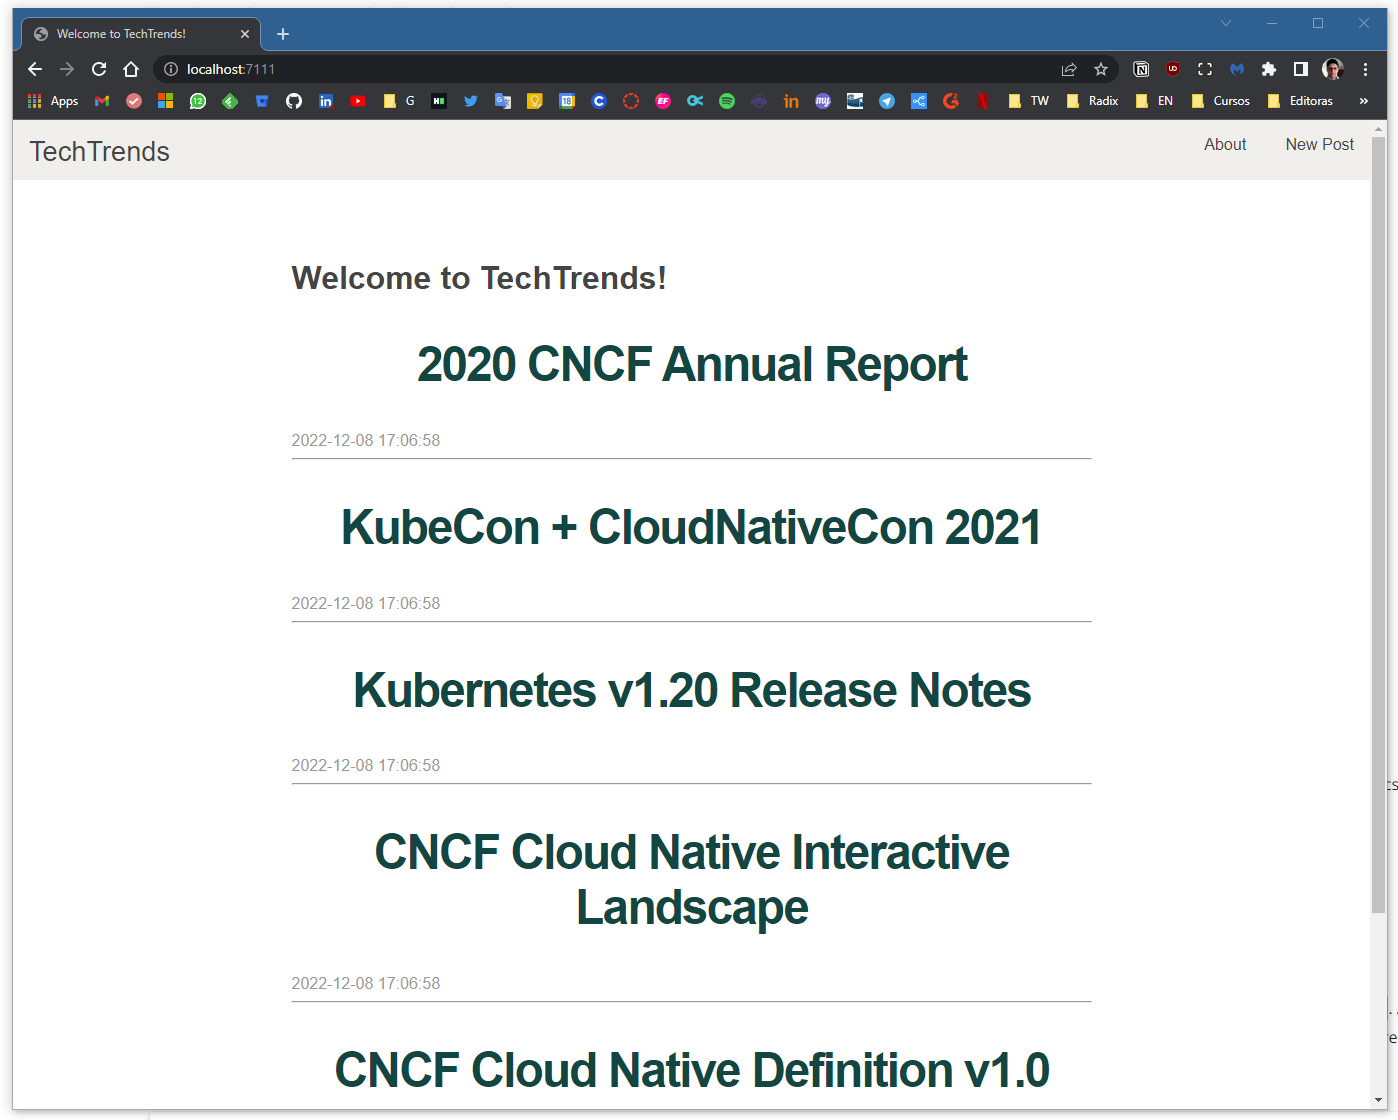 Welcome to TechTrends!
localhost:7111
Apps
12
G
18
EF
TW
Radix
EN
Cursos
Editoras
»
TechTrends
About
New Post
Welcome to TechTrends!
2020 CNCF Annual Report
2022-12-08 17:06:58
KubeCon + CloudNativeCon 2021
2022-12-08 17:06:58
Kubernetes v1.20 Release Notes
2022-12-08 17:06:58
CNCF Cloud Native Interactive
Landscape
2022-12-08 17:06:58
CNCF Cloud Native Definition v1.0